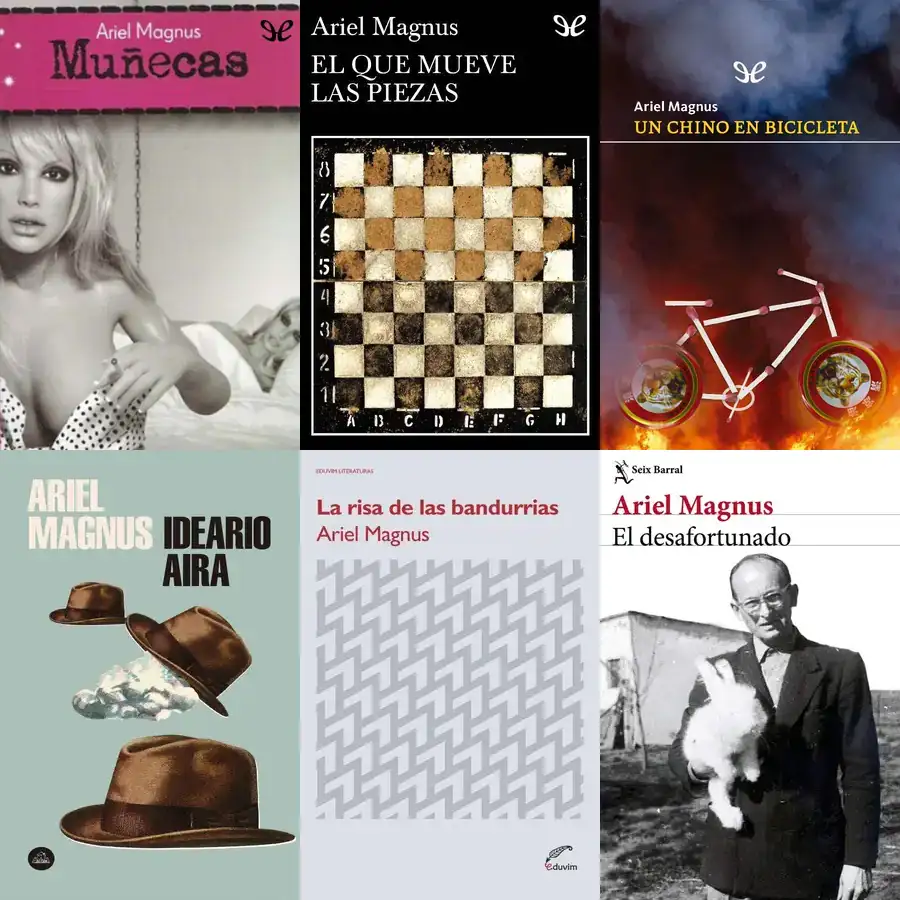 Ariel Magnus
Muñecas
Ariel Magnus
EL QUE MUEVE
LAS PIEZAS
8
7
6
5
4
3
2
1
A B C D E F G H
Ariel Magnus
UN CHINO EN BICICLETA
ARIEL
MAGNUS IDEARIO
AIRA
EDUVIM LITERATURAS
La risa de las bandurrias
Ariel Magnus
eduvim
Seix Barral
Ariel Magnus
El desafortunado